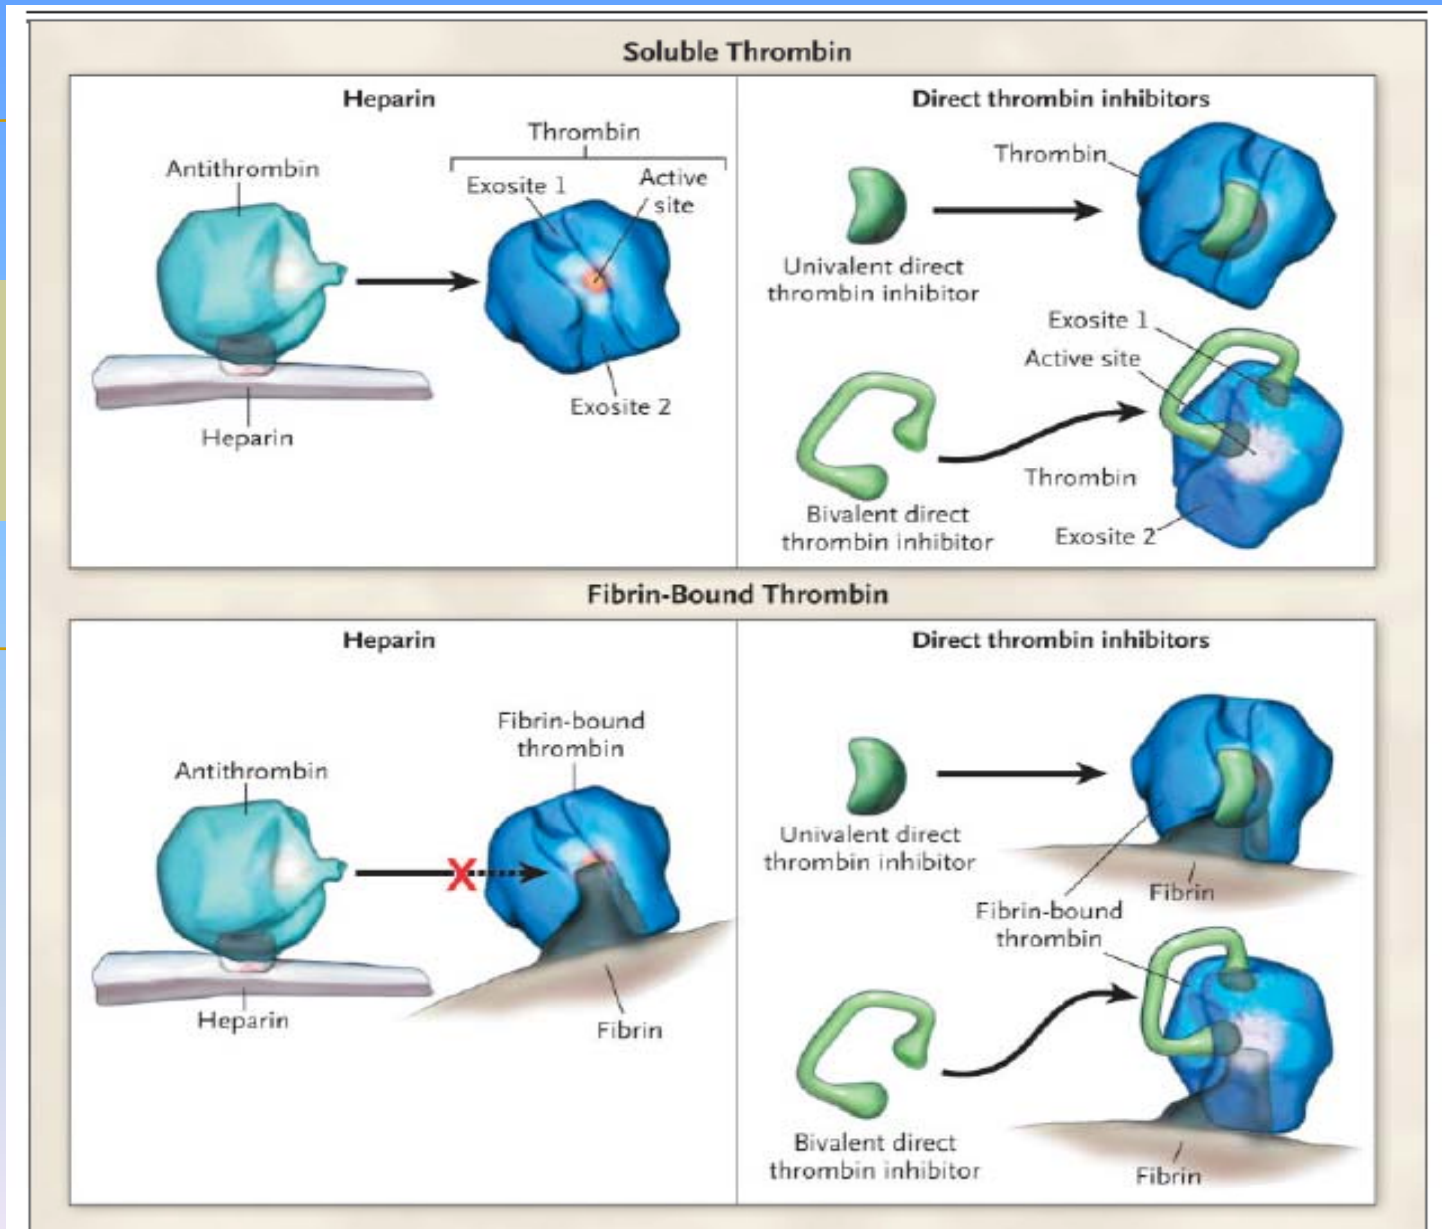 Soluble Thrombin
Heparin
Thrombin
Antithrombin
Exosite 1
Active
site
Exosite 2
Heparin
Direct thrombin inhibitors
Thrombin
Univalent direct
thrombin inhibitor
Exosite 1
Active site
Thrombin
Bivalent direct
thrombin inhibitor
Exosite 2
Fibrin-Bound Thrombin
Heparin
Fibrin-bound
thrombin
Antithrombin
X
Heparin
Fibrin
Direct thrombin inhibitors
Univalent direct
thrombin inhibitor
Fibrin
Fibrin-bound
thrombin
Bivalent direct
thrombin inhibitor
Fibrin